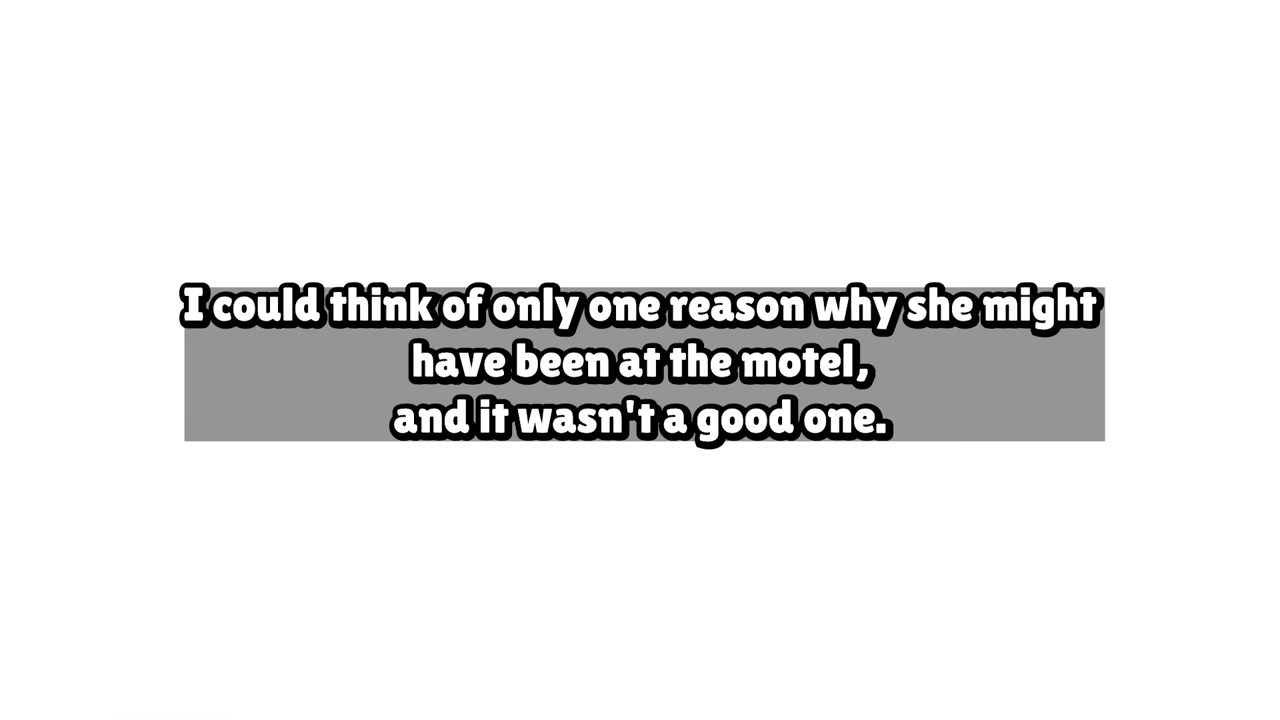 I could think of only one reason why she might
have been at the motel,
and it wasn't a good one.